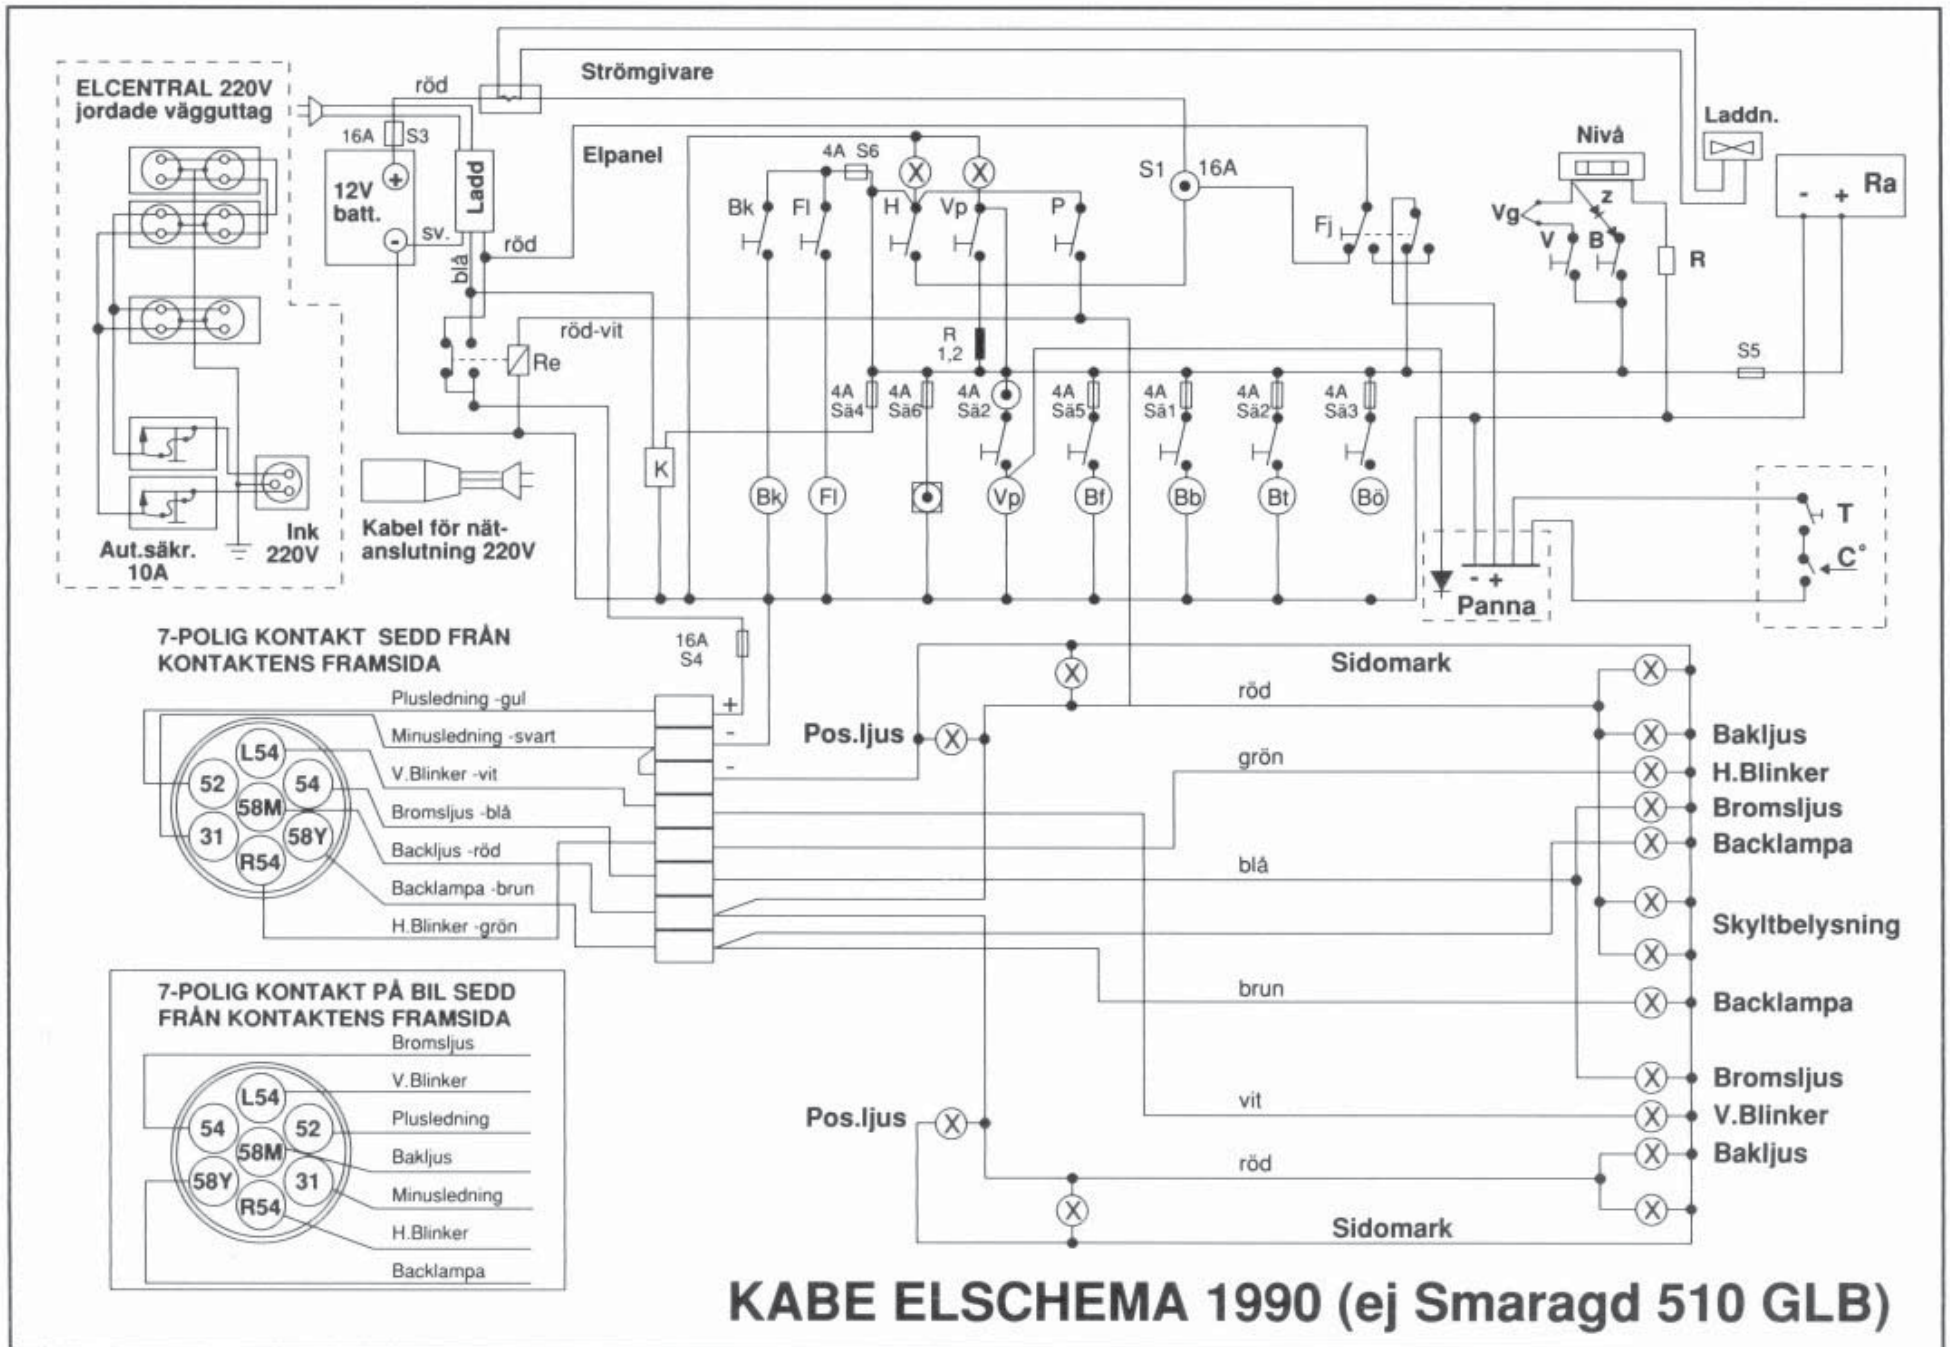 Strömgivare
ELCENTRAL 220V
jordade vägguttag
röd
16A S3
Ladd
12V
batt.
+
-
sv.
röd
blå
Elpanel
4A S6
Bk
Fl
H
Vp
P
S1 16A
Fj
Nivå
Z
Vg
V
B
R
Laddn.
- + Ra
röd-vit
Re
R
1,2
S5
4A
Sä4
4A
Sä6
4A
Sä2
4A
Sä5
4A
Sä1
4A
Sä2
4A
Sä3
K
Bk
Fl
Vp
Bf
Bb
Bt
Bö
Aut.säkr.
10A
Ink
220V
Kabel för nät-
anslutning 220V
- +
Panna
T
C°
7-POLIG KONTAKT SEDD FRÅN
KONTAKTENS FRAMSIDA
16A
S4
+
-
-
Plusledning -gul
Minusledning -svart
V.Blinker -vit
Bromsljus -blå
Backljus -röd
Backlampa -brun
H.Blinker -grön
L54
52
54
58M
31
58Y
R54
Sidomark
röd
Pos.ljus
grön
blå
brun
vit
Pos.ljus
röd
Sidomark
Bakljus
H.Blinker
Bromsljus
Backlampa
Skyltbelysning
Backlampa
Bromsljus
V.Blinker
Bakljus
7-POLIG KONTAKT PÅ BIL SEDD
FRÅN KONTAKTENS FRAMSIDA
Bromsljus
V.Blinker
Plusledning
Bakljus
Minusledning
H.Blinker
Backlampa
L54
54
52
58M
58Y
31
R54
KABE ELSCHEMA 1990 (ej Smaragd 510 GLB)